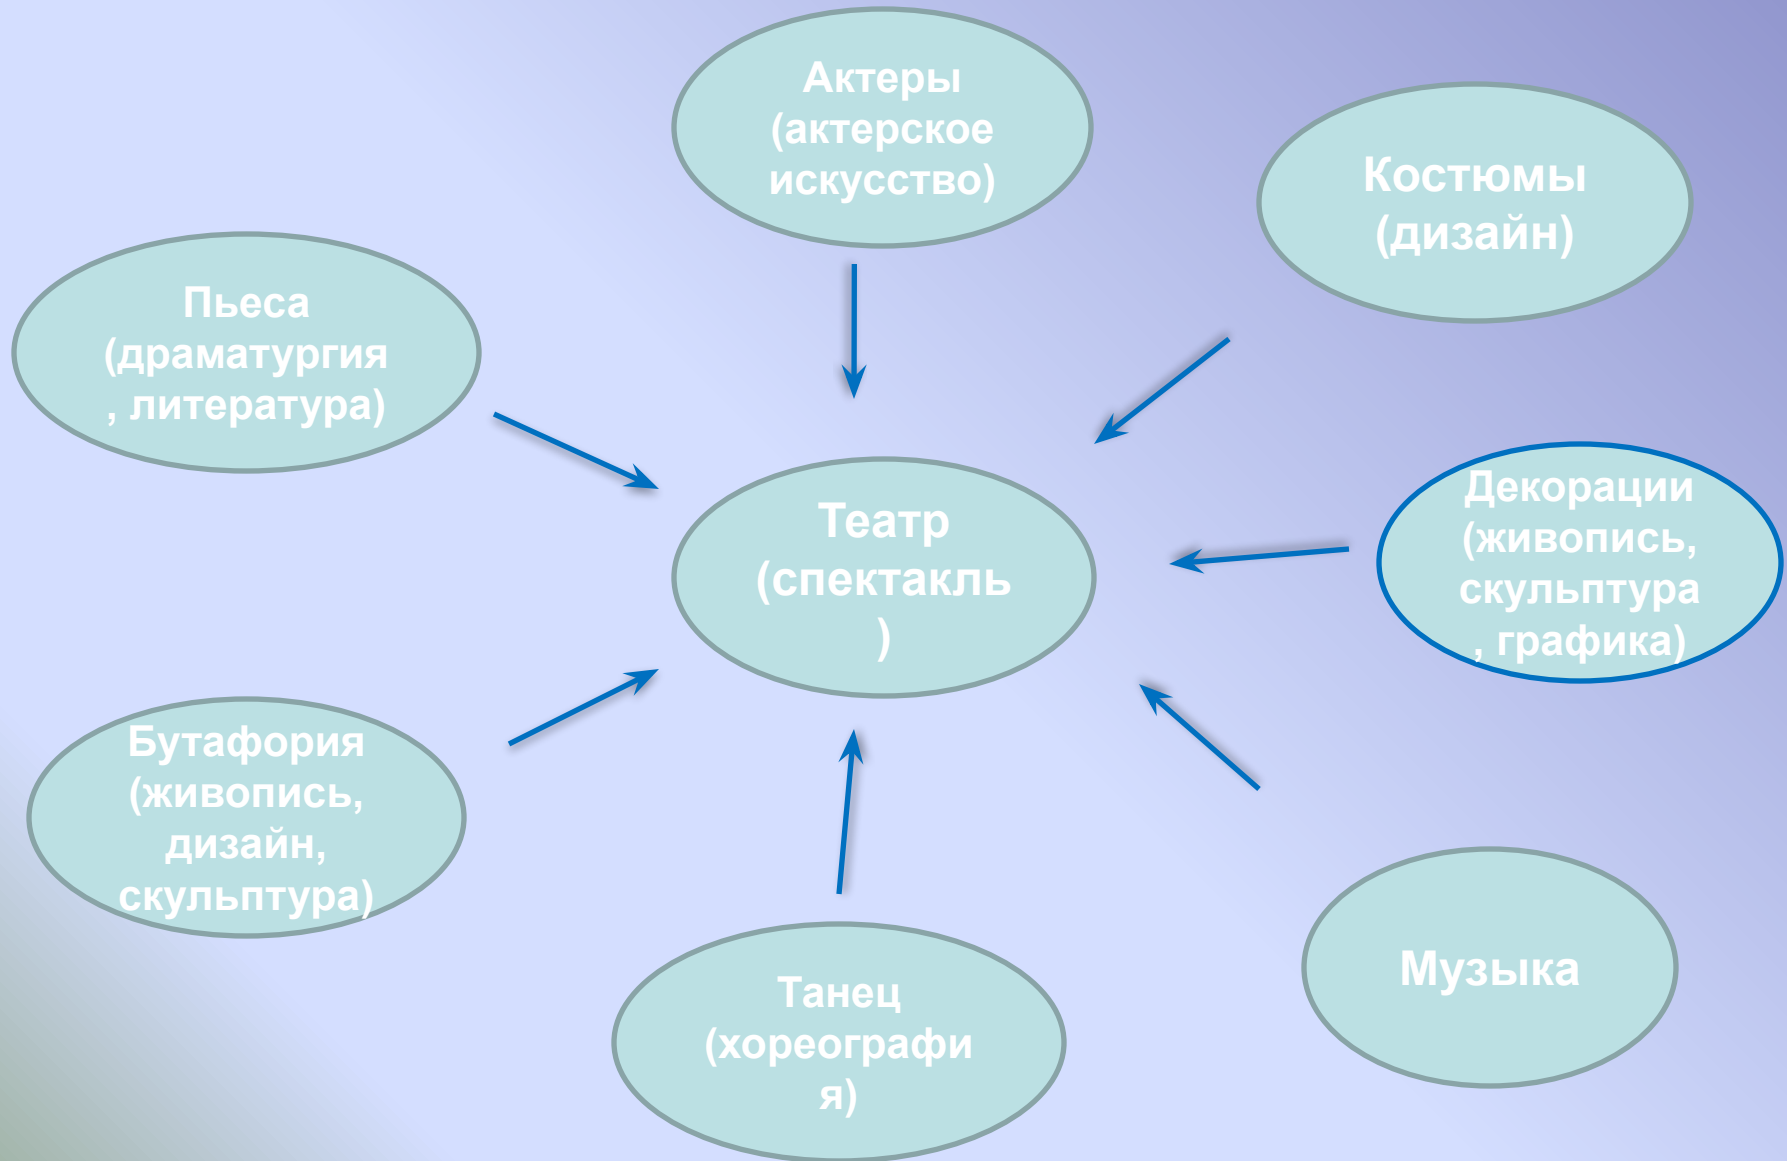 Актеры
(актерское
искусство)
Костюмы
(дизайн)
Пьеса
(драматургия
, литература)
Театр
(спектакль
)
Декорации
(живопись,
скульптура
, графика)
Бутафория
(живопись,
дизайн,
скульптура)
Танец
(хореографи
я)
Музыка